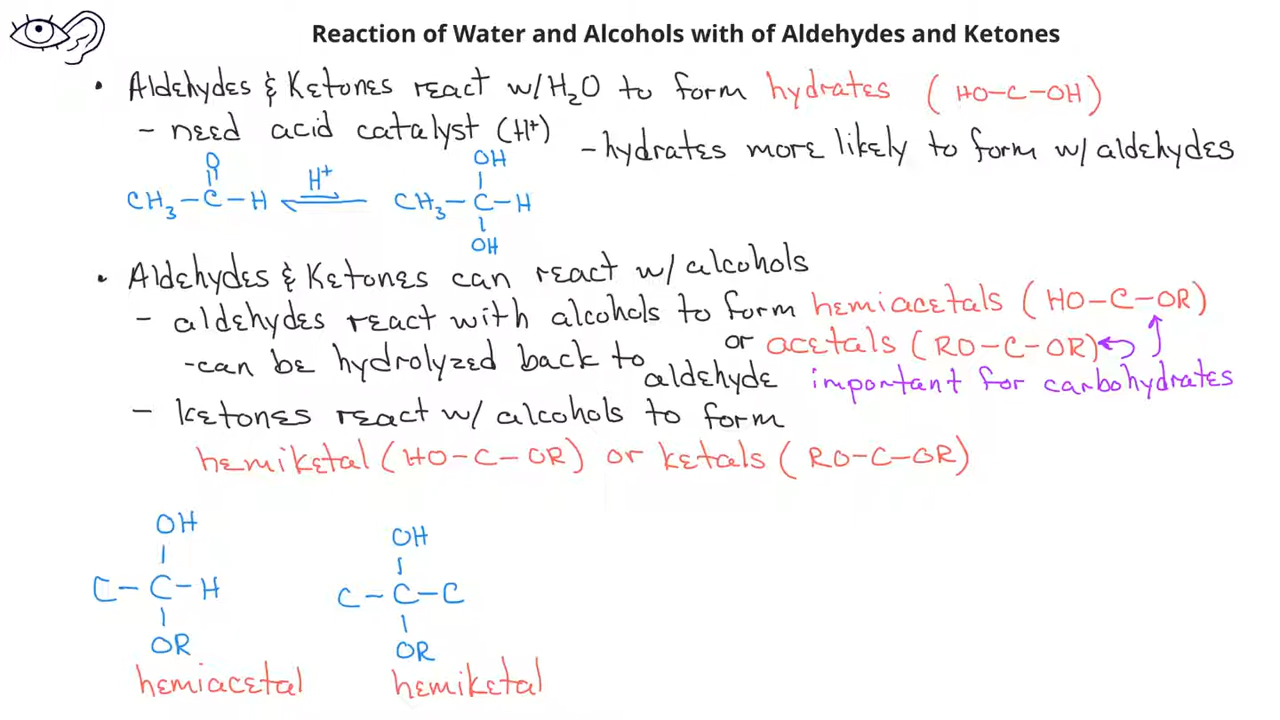 Reaction of Water and Alcohols with of Aldehydes and Ketones
• Aldehydes & Ketones react w/H₂O to form hydrates (HO-C-OH)
- need acid catalyst (H⁺)
- hydrates more likely to form w/ aldehydes
O
CH₃-C-H
H⁺
OH
CH₃-C-H
OH
• Aldehydes & Ketones can react w/ alcohols
- aldehydes react with alcohols to form hemiacetals (HO-C-OR)
or acetals (RO-C-OR)
-can be hydrolyzed back to
aldehyde
important for carbohydrates
- ketones react w/ alcohols to form
hemiketal (HO-C-OR) or ketals (RO-C-OR)
OH
C-C-H
OR
hemiacetal
OH
C-C-C
OR
hemiketal